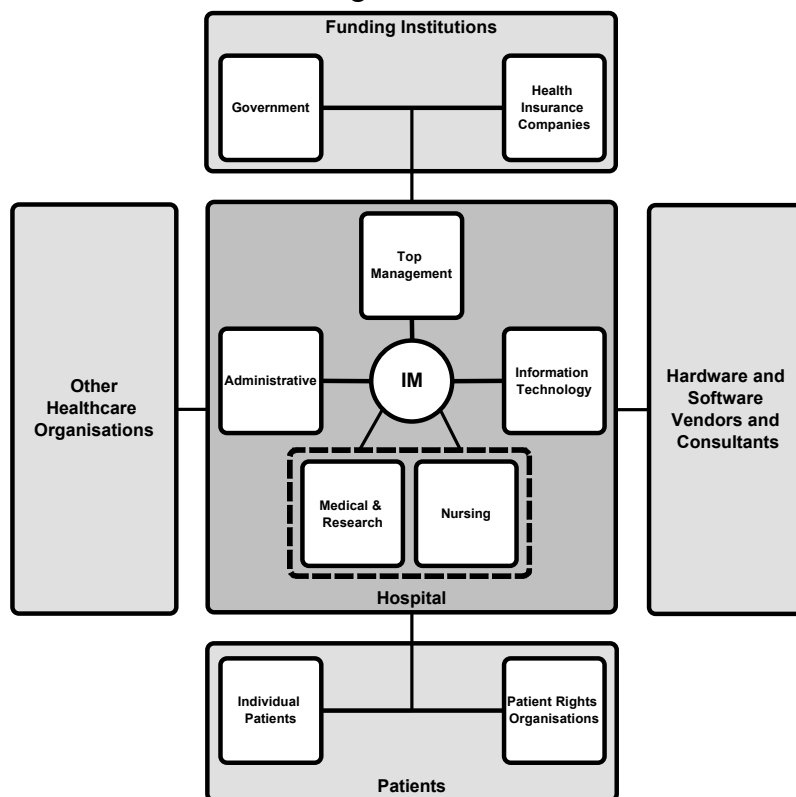 Funding Institutions
Government
Health
Insurance
Companies
Top
Management
Administrative
IM
Information
Technology
Other
Healthcare
Organisations
Hardware and
Software
Vendors and
Consultants
Medical &
Research
Nursing
Hospital
Individual
Patients
Patient Rights
Organisations
Patients